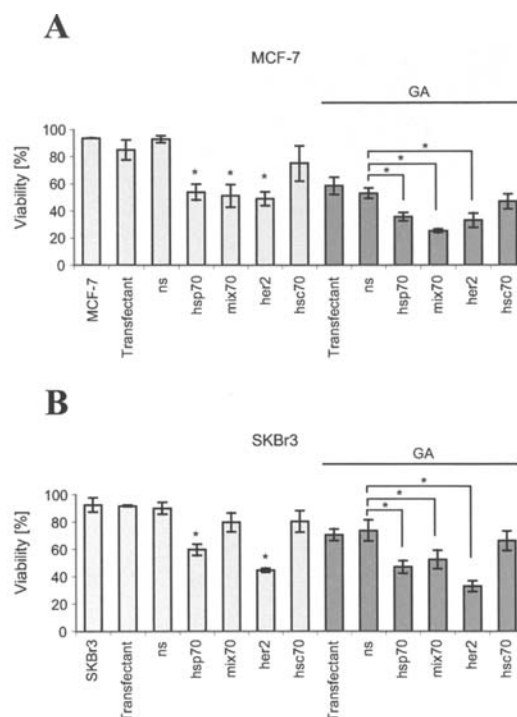 A
MCF-7
GA
Viability [%]
100
80
60
40
20
0
* * * * * *
MCF-7 Transfectant ns hsp70 mix70 her2 hsc70 Transfectant ns hsp70 mix70 her2 hsc70
B
SKBr3
GA
Viability [%]
100
80
60
40
20
0
* * * * *
SKBr3 Transfectant ns hsp70 mix70 her2 hsc70 Transfectant ns hsp70 mix70 her2 hsc70